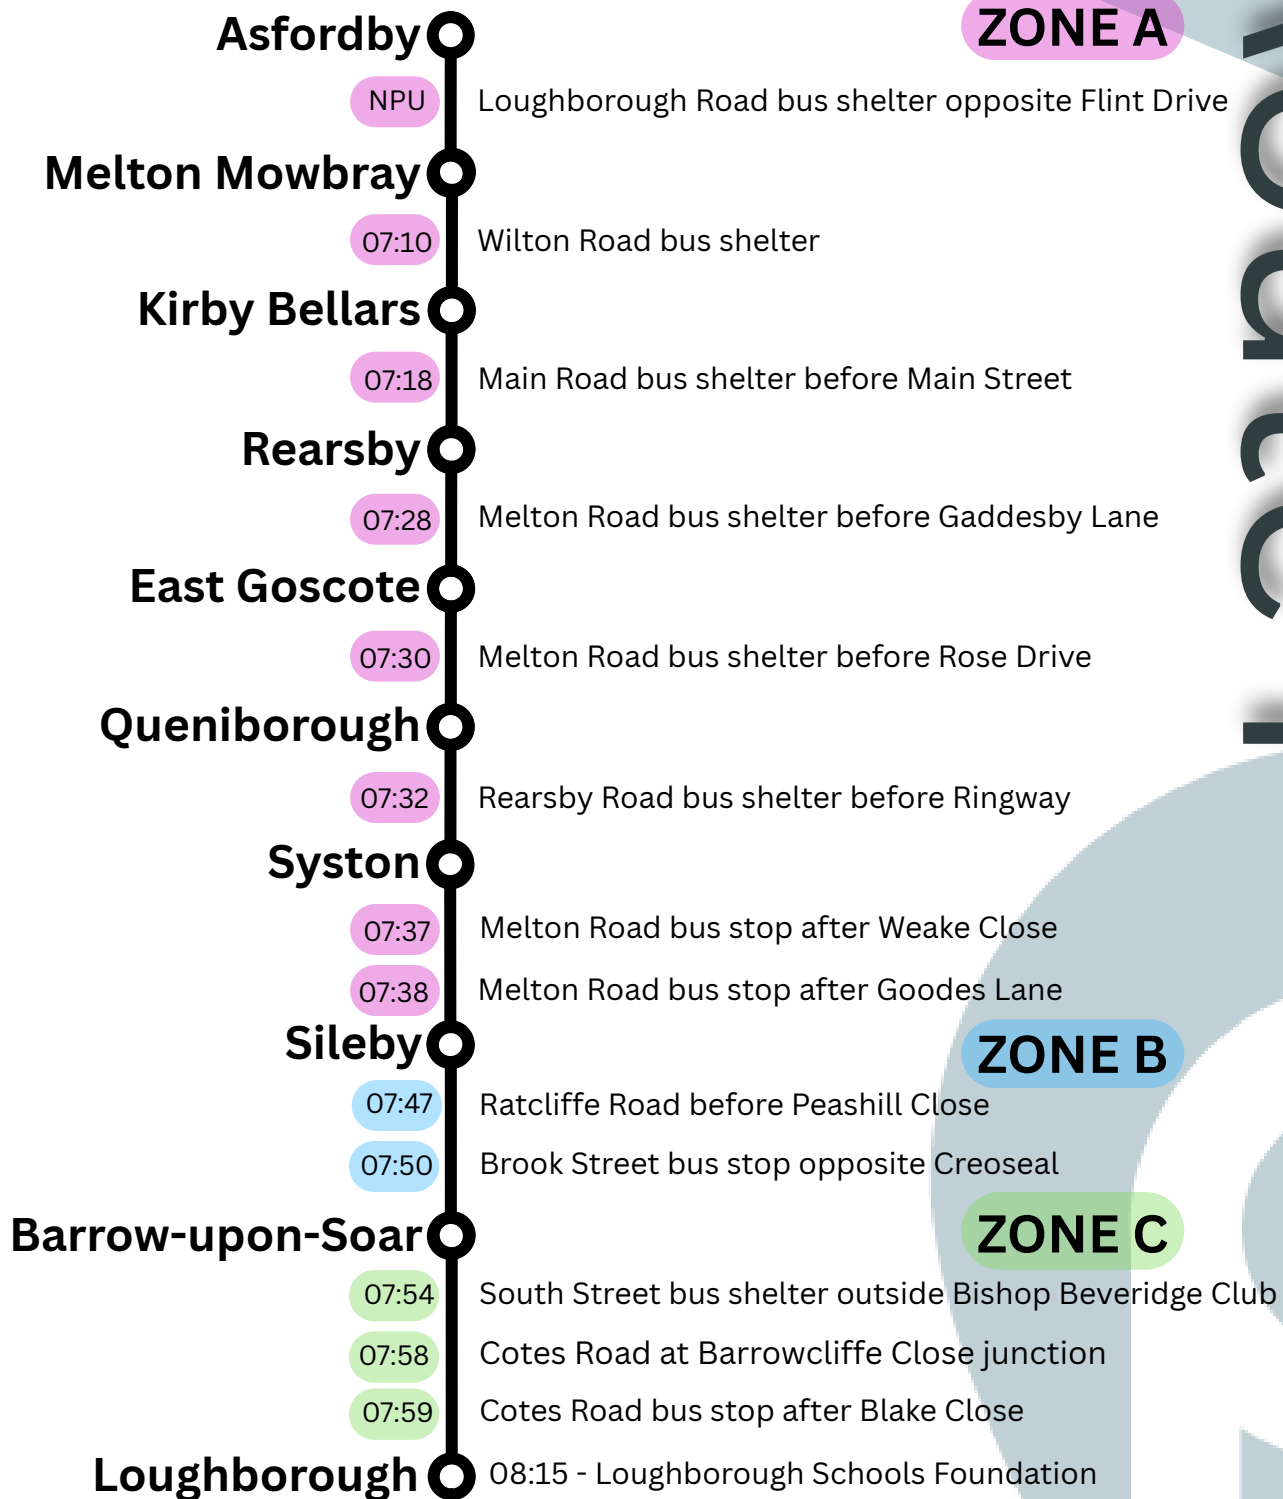 Asfordby
ZONE A
NPU Loughborough Road bus shelter opposite Flint Drive
Melton Mowbray
07:10 Wilton Road bus shelter
Kirby Bellars
07:18 Main Road bus shelter before Main Street
Rearsby
07:28 Melton Road bus shelter before Gaddesby Lane
East Goscote
07:30 Melton Road bus shelter before Rose Drive
Queniborough
07:32 Rearsby Road bus shelter before Ringway
Syston
07:37 Melton Road bus stop after Weake Close
07:38 Melton Road bus stop after Goodes Lane
Sileby
ZONE B
07:47 Ratcliffe Road before Peashill Close
07:50 Brook Street bus stop opposite Creoseal
Barrow-upon-Soar
ZONE C
07:54 South Street bus shelter outside Bishop Beveridge Club
07:58 Cotes Road at Barrowcliffe Close junction
07:59 Cotes Road bus stop after Blake Close
Loughborough 08:15 - Loughborough Schools Foundation